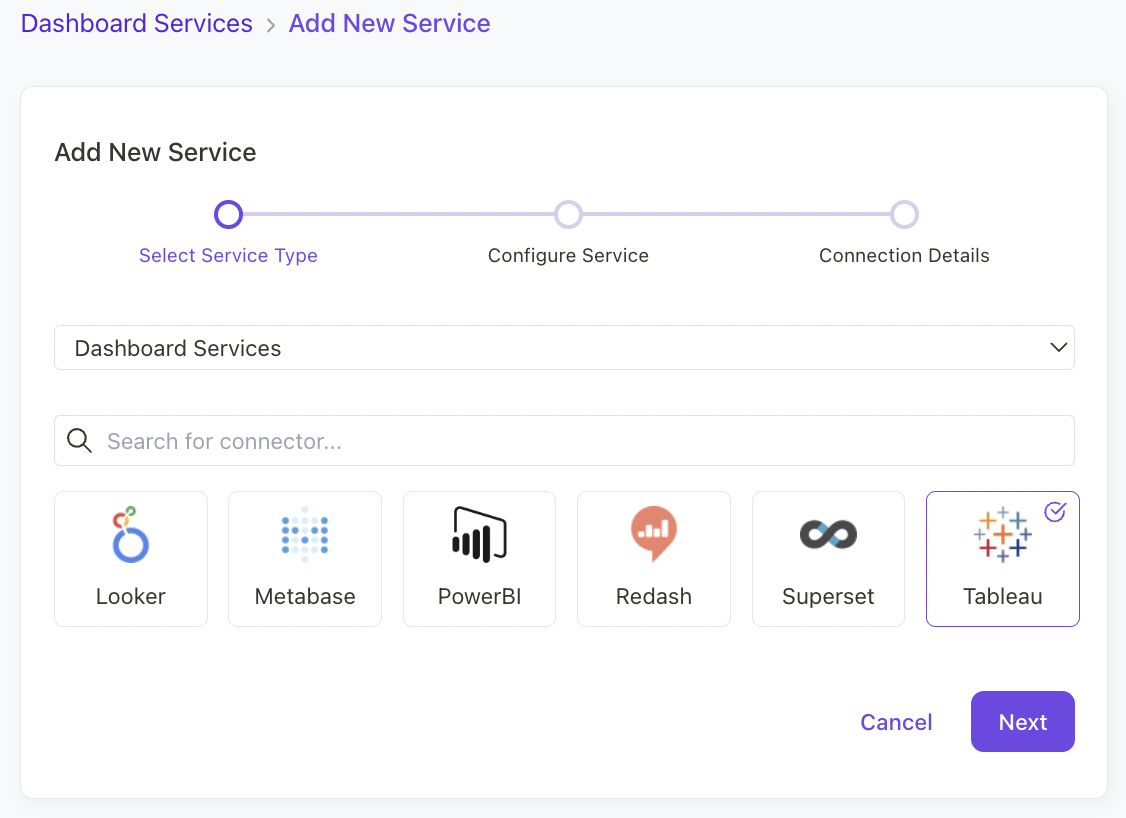 Dashboard Services > Add New Service
Add New Service
Select Service Type
Configure Service
Connection Details
Dashboard Services
Search for connector...
Looker
Metabase
PowerBI
Redash
Superset
Tableau
Cancel
Next